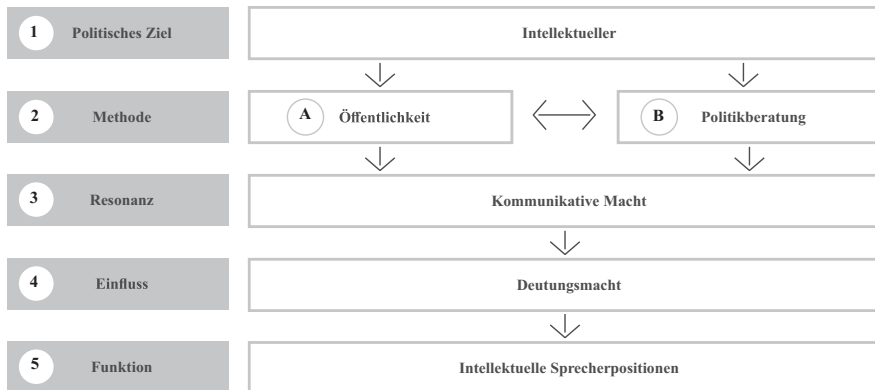 1 Politisches Ziel Intellektueller
2 Methode A Öffentlichkeit B Politikberatung
3 Resonanz Kommunikative Macht
4 Einfluss Deutungsmacht
5 Funktion Intellektuelle Sprecherpositionen